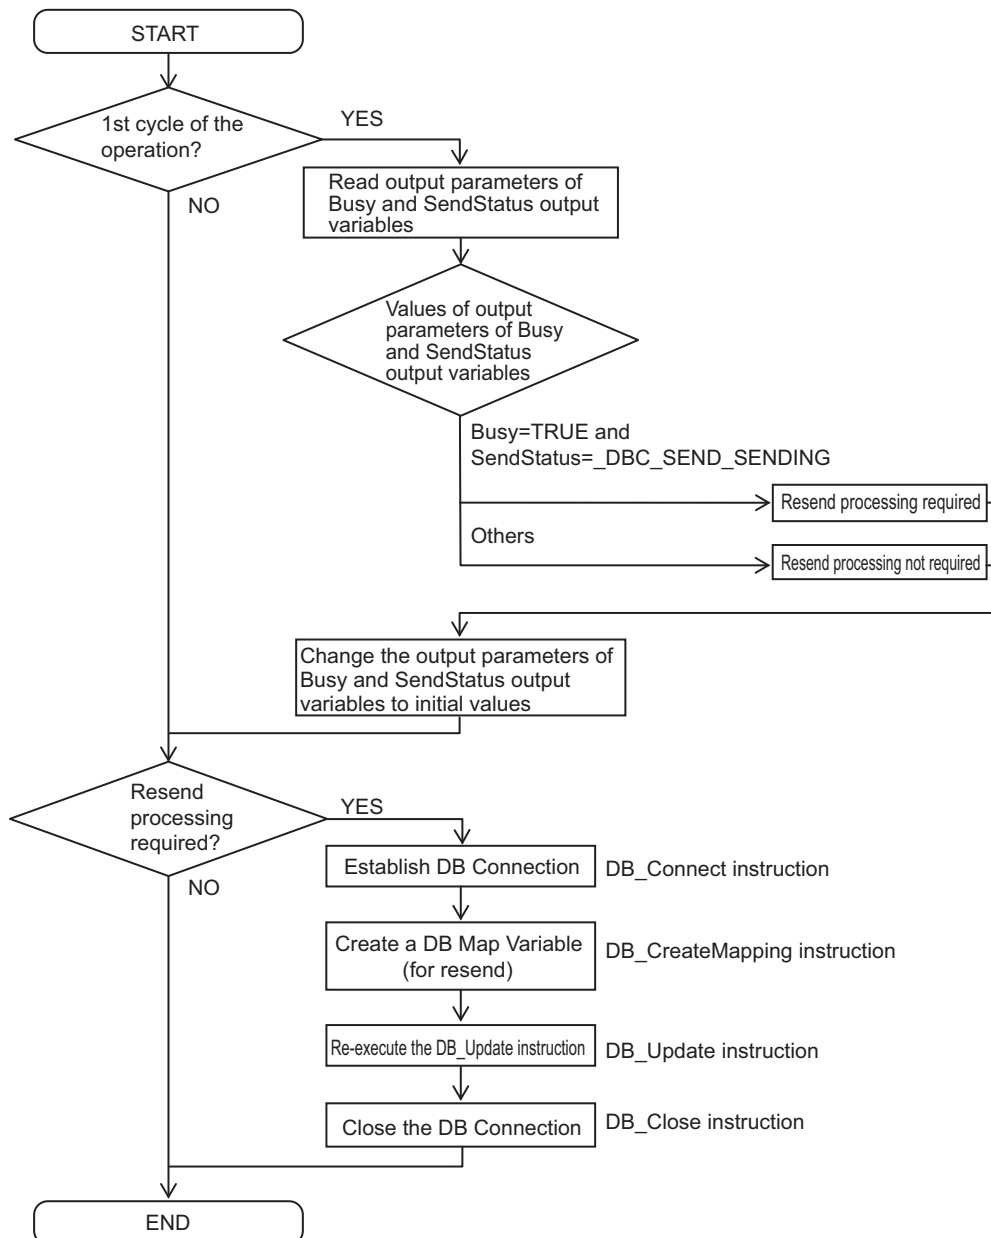 START
1st cycle of the
operation?
YES
NO
Read output parameters of
Busy and SendStatus output
variables
Values of output
parameters of Busy
and SendStatus
output variables
Busy=TRUE and
SendStatus=_DBC_SEND_SENDING
Resend processing required
Others
Resend processing not required
Change the output parameters of
Busy and SendStatus output
variables to initial values
Resend
processing
required?
YES
NO
Establish DB Connection
DB_Connect instruction
Create a DB Map Variable
(for resend)
DB_CreateMapping instruction
Re-execute the DB_Update instruction
DB_Update instruction
Close the DB Connection
DB_Close instruction
END